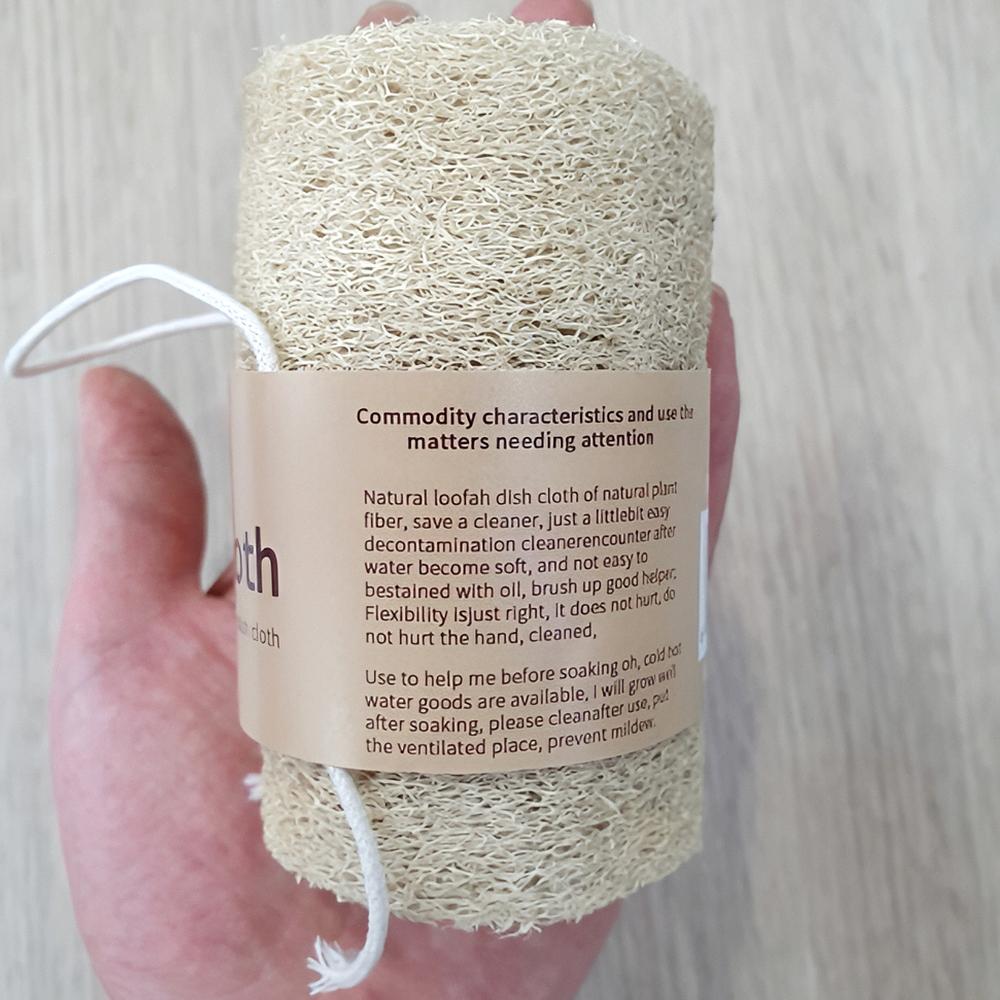 Commodity characteristics and use the
matters needing attention
Natural loofah dish cloth of natural plant
fiber, save a cleaner, just a littlebit easy
decontamination cleanerencounter after
water become soft, and not easy to
bestained with oil, brush up good helper;
Flexibility isjust right, it does not hurt, do
not hurt the hand, cleaned,
Use to help me before soaking oh, cold hot
water goods are available, I will grow well
after soaking, please cleanafter use, put
the ventilated place, prevent mildew.
oth
cloth